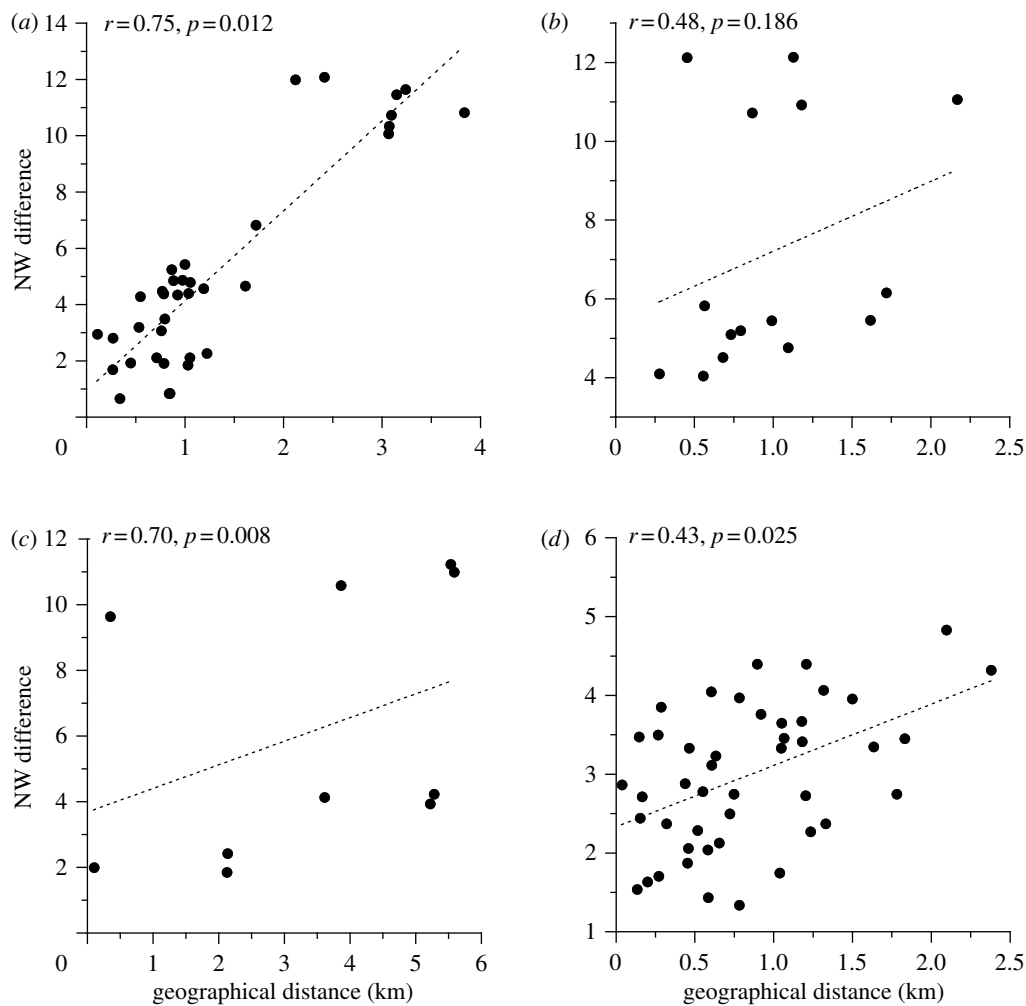 (a)
r=0.75, p=0.012
14
12
10
8
6
4
2
0
NW difference
1 2 3 4
(b)
r=0.48, p=0.186
12
10
8
6
4
0 0.5 1.0 1.5 2.0 2.5
(c)
r=0.70, p=0.008
12
10
8
6
4
2
0
NW difference
1 2 3 4 5 6
geographical distance (km)
(d)
r=0.43, p=0.025
6
5
4
3
2
1
0 0.5 1.0 1.5 2.0 2.5
geographical distance (km)